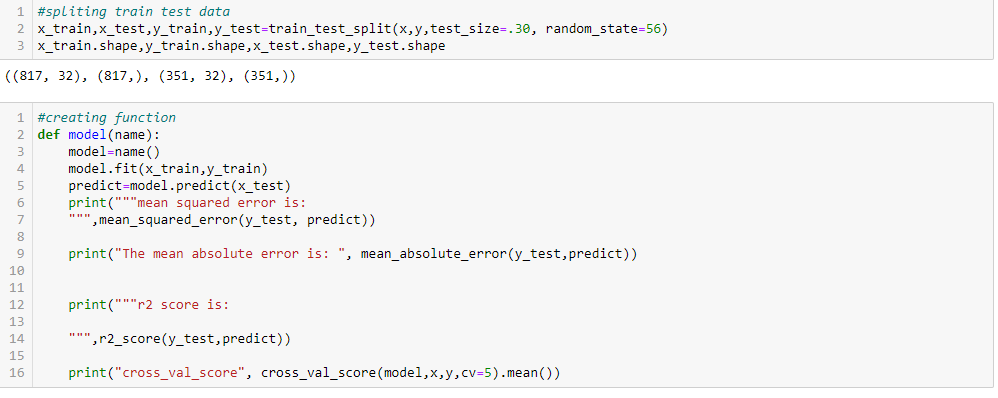 1 #spliting train test data
2 x_train,x_test,y_train,y_test=train_test_split(x,y,test_size=.30, random_state=56)
3 x_train.shape,y_train.shape,x_test.shape,y_test.shape
((817, 32), (817,), (351, 32), (351,))
1 #creating function
2 def model(name):
3     model=name()
4     model.fit(x_train,y_train)
5     predict=model.predict(x_test)
6     print("""mean squared error is:
7     """,mean_squared_error(y_test, predict))
8
9     print("The mean absolute error is: ", mean_absolute_error(y_test,predict))
10
11
12     print("""r2 score is:
13
14     """,r2_score(y_test,predict))
15
16     print("cross_val_score", cross_val_score(model,x,y,cv=5).mean())